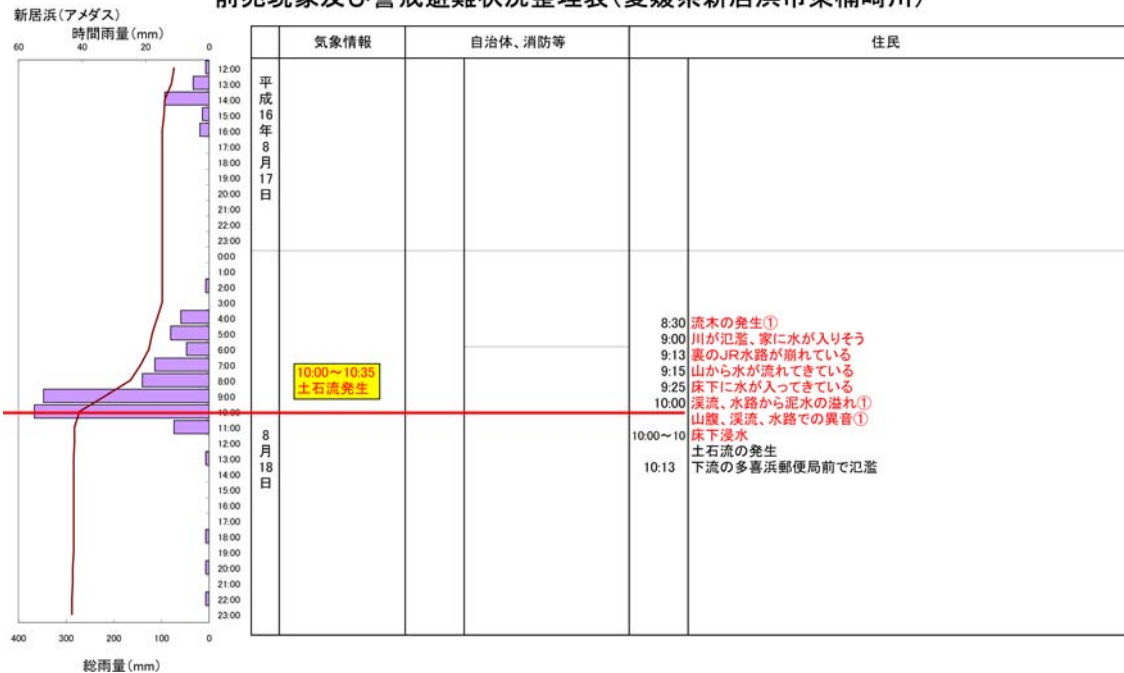 新居浜(アメダス)
時間雨量(mm)
60 40 20 0
気象情報 自治体、消防等 住民
平成16年8月17日
12:00
13:00
14:00
15:00
16:00
17:00
18:00
19:00
20:00
21:00
22:00
23:00
0:00
1:00
2:00
3:00
4:00
5:00
6:00
7:00
8:00
9:00
10:00
11:00
12:00
13:00
14:00
15:00
16:00
17:00
18:00
19:00
20:00
21:00
22:00
23:00
8月18日
10:00~10:35
土石流発生
8:30 流木の発生①
9:00 川が氾濫、家に水が入りそう
9:13 裏のJR水路が崩れている
9:15 山から水が流れてきている
9:25 床下に水が入ってきている
10:00 渓流、水路から泥水の溢れ①
山腹、渓流、水路での異音①
10:00~10 床下浸水
土石流の発生
10:13 下流の多喜浜郵便局前で氾濫
400 300 200 100 0
総雨量(mm)